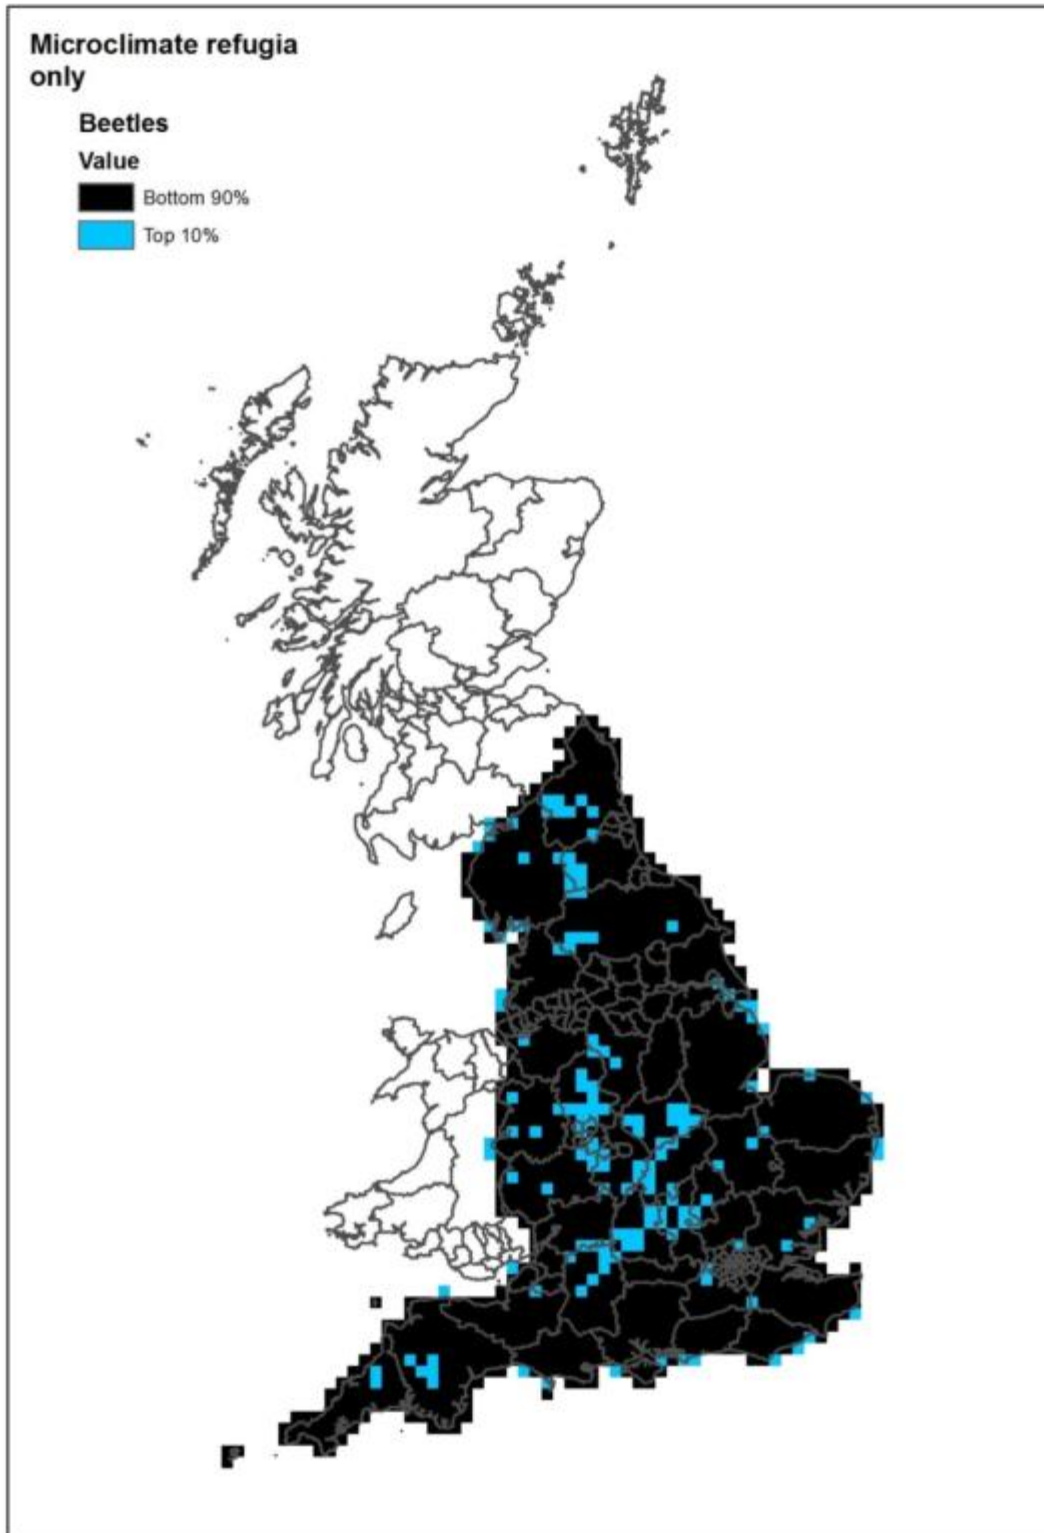 Microclimate refugia
only
Beetles
Value
Bottom 90%
Top 10%